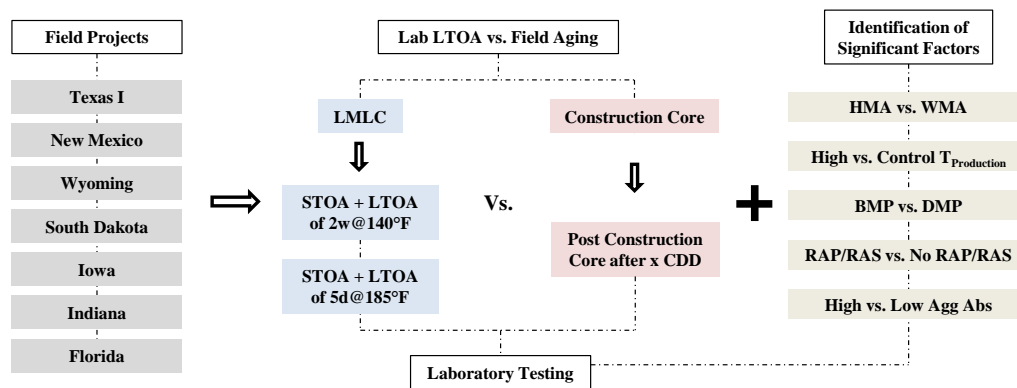 Field Projects
Texas I
New Mexico
Wyoming
South Dakota
Iowa
Indiana
Florida
Lab LTOA vs. Field Aging
LMLC
STOA + LTOA
of 2w@140°F
STOA + LTOA
of 5d@185°F
Vs.
Construction Core
Post Construction
Core after x CDD
Laboratory Testing
Identification of
Significant Factors
HMA vs. WMA
High vs. Control TProduction
BMP vs. DMP
RAP/RAS vs. No RAP/RAS
High vs. Low Agg Abs